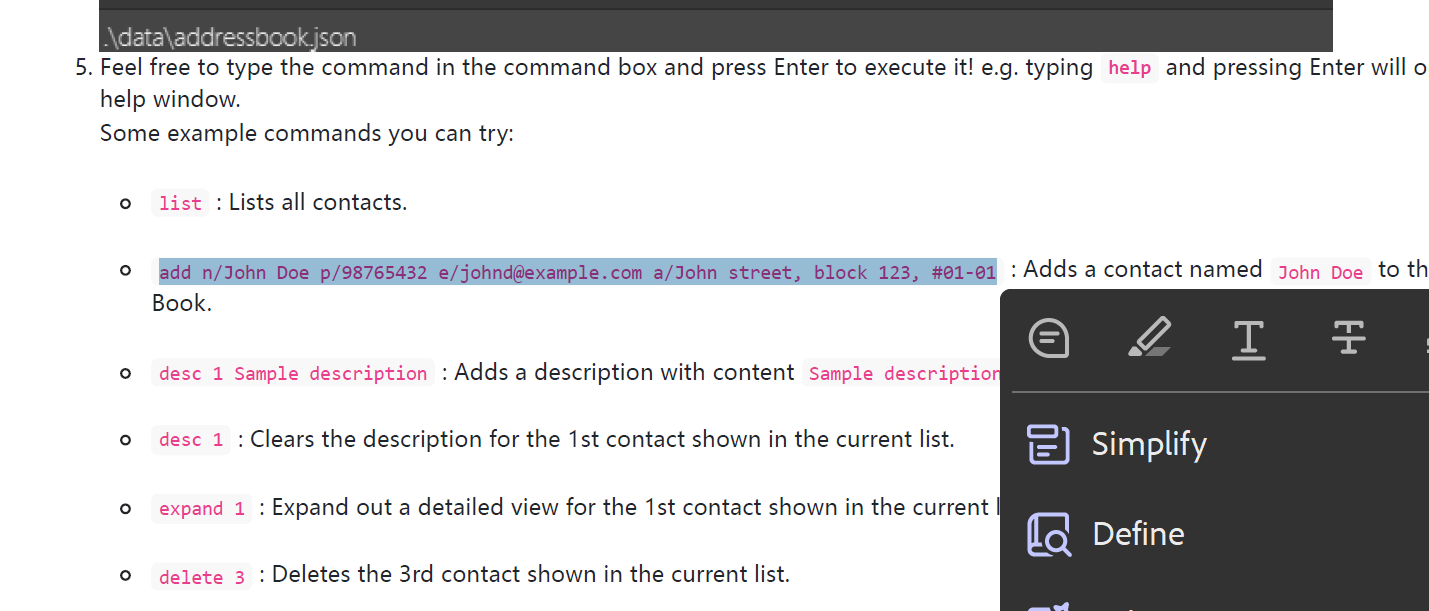 .\data\addressbook.json
5. Feel free to type the command in the command box and press Enter to execute it! e.g. typing help and pressing Enter will o
help window.
Some example commands you can try:
list : Lists all contacts.
add n/John Doe p/98765432 e/johnd@example.com a/John street, block 123, #01-01 : Adds a contact named John Doe to th
Book.
desc 1 Sample description : Adds a description with content Sample description
desc 1 : Clears the description for the 1st contact shown in the current list.
expand 1 : Expand out a detailed view for the 1st contact shown in the current l
delete 3 : Deletes the 3rd contact shown in the current list.
Simplify
Define